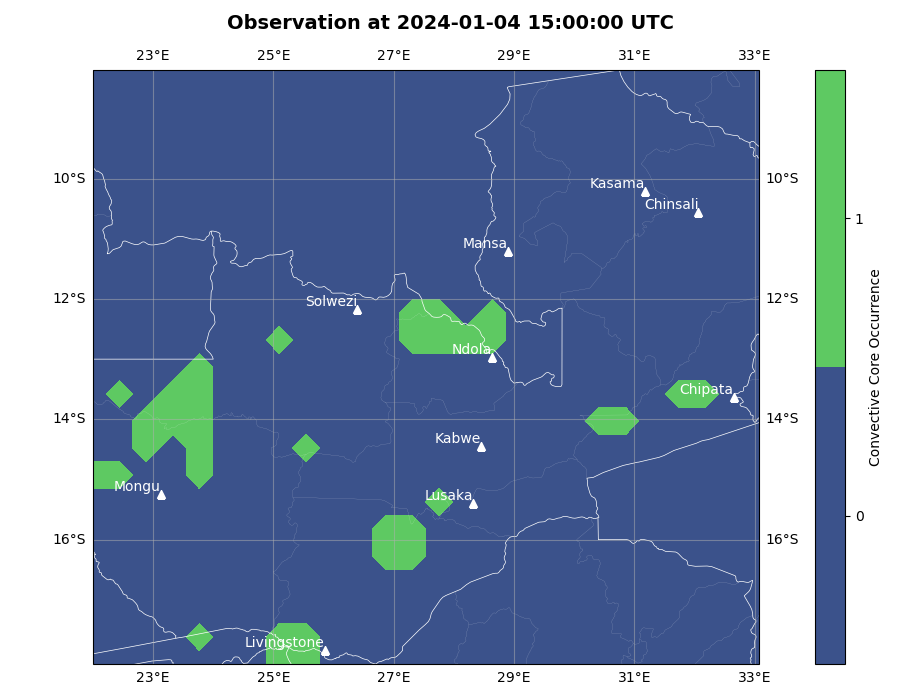 Observation at 2024-01-04 15:00:00 UTC
23°E 25°E 27°E 29°E 31°E 33°E
10°S 10°S
Kasama
Chinsali
1
Mansa
12°S 12°S
Solwezi
Ndola
Convective Core Occurrence
Chipata
14°S 14°S
Kabwe
Mongu
Lusaka
0
16°S 16°S
Livingstone
23°E 25°E 27°E 29°E 31°E 33°E